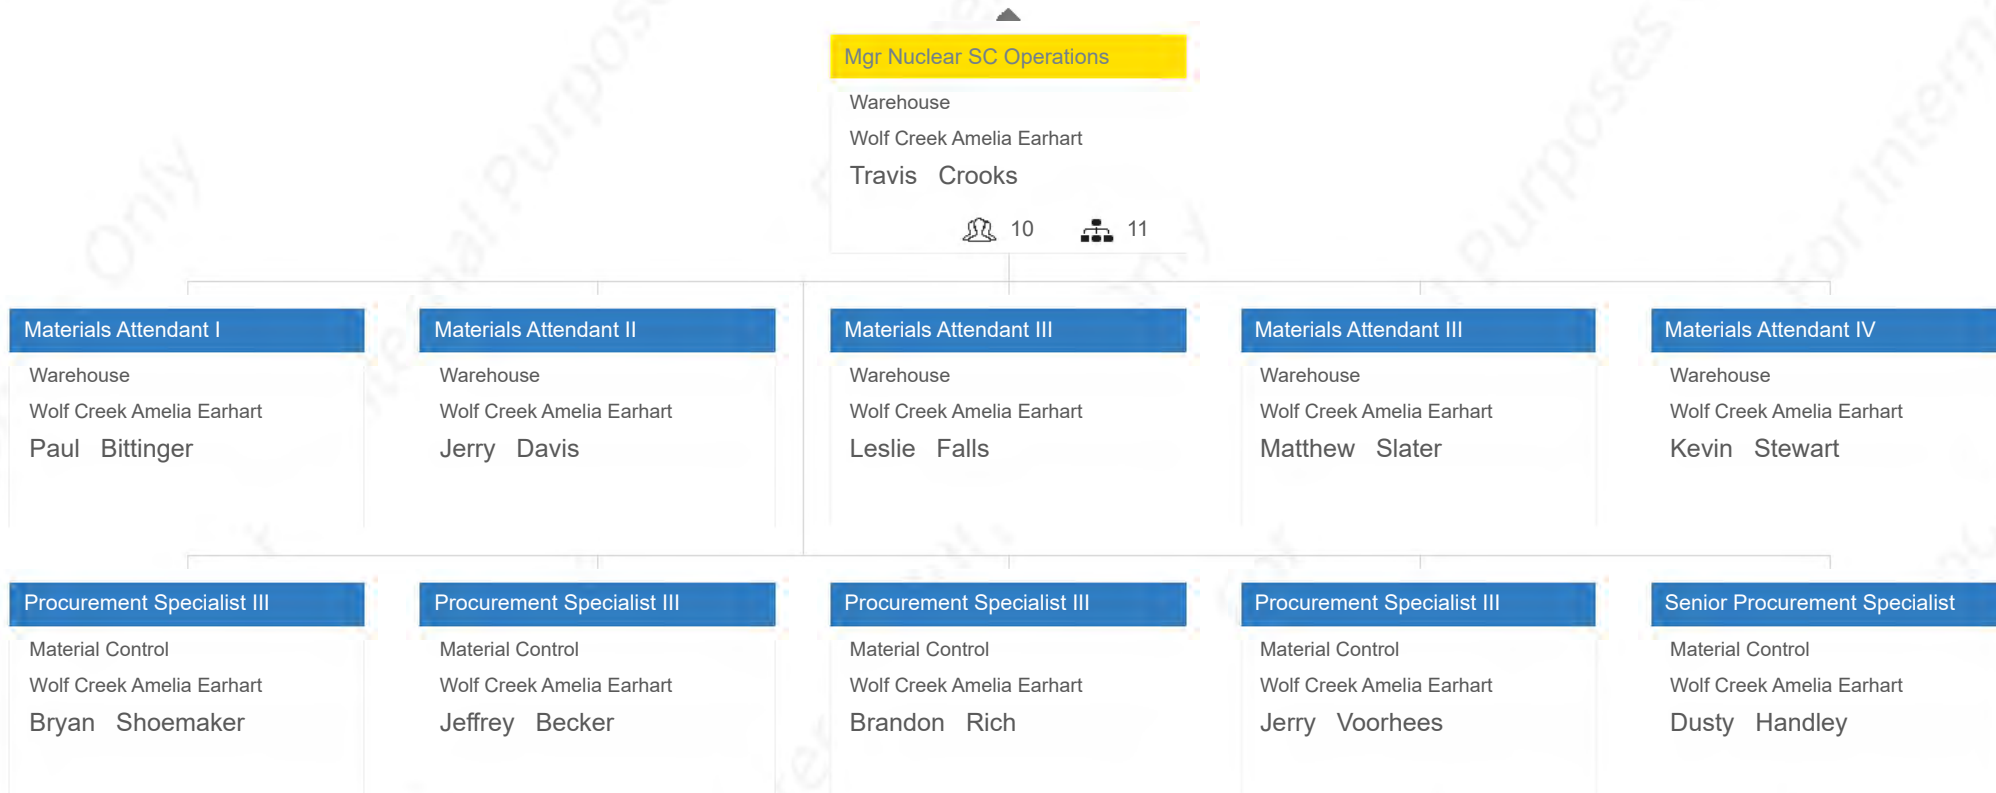 Mgr Nuclear SC Operations
Warehouse
Wolf Creek Amelia Earhart
Travis Crooks
10 11
Materials Attendant I
Warehouse
Wolf Creek Amelia Earhart
Paul Bittinger
Materials Attendant II
Warehouse
Wolf Creek Amelia Earhart
Jerry Davis
Materials Attendant III
Warehouse
Wolf Creek Amelia Earhart
Leslie Falls
Materials Attendant III
Warehouse
Wolf Creek Amelia Earhart
Matthew Slater
Materials Attendant IV
Warehouse
Wolf Creek Amelia Earhart
Kevin Stewart
Procurement Specialist III
Material Control
Wolf Creek Amelia Earhart
Bryan Shoemaker
Procurement Specialist III
Material Control
Wolf Creek Amelia Earhart
Jeffrey Becker
Procurement Specialist III
Material Control
Wolf Creek Amelia Earhart
Brandon Rich
Procurement Specialist III
Material Control
Wolf Creek Amelia Earhart
Jerry Voorhees
Senior Procurement Specialist
Material Control
Wolf Creek Amelia Earhart
Dusty Handley